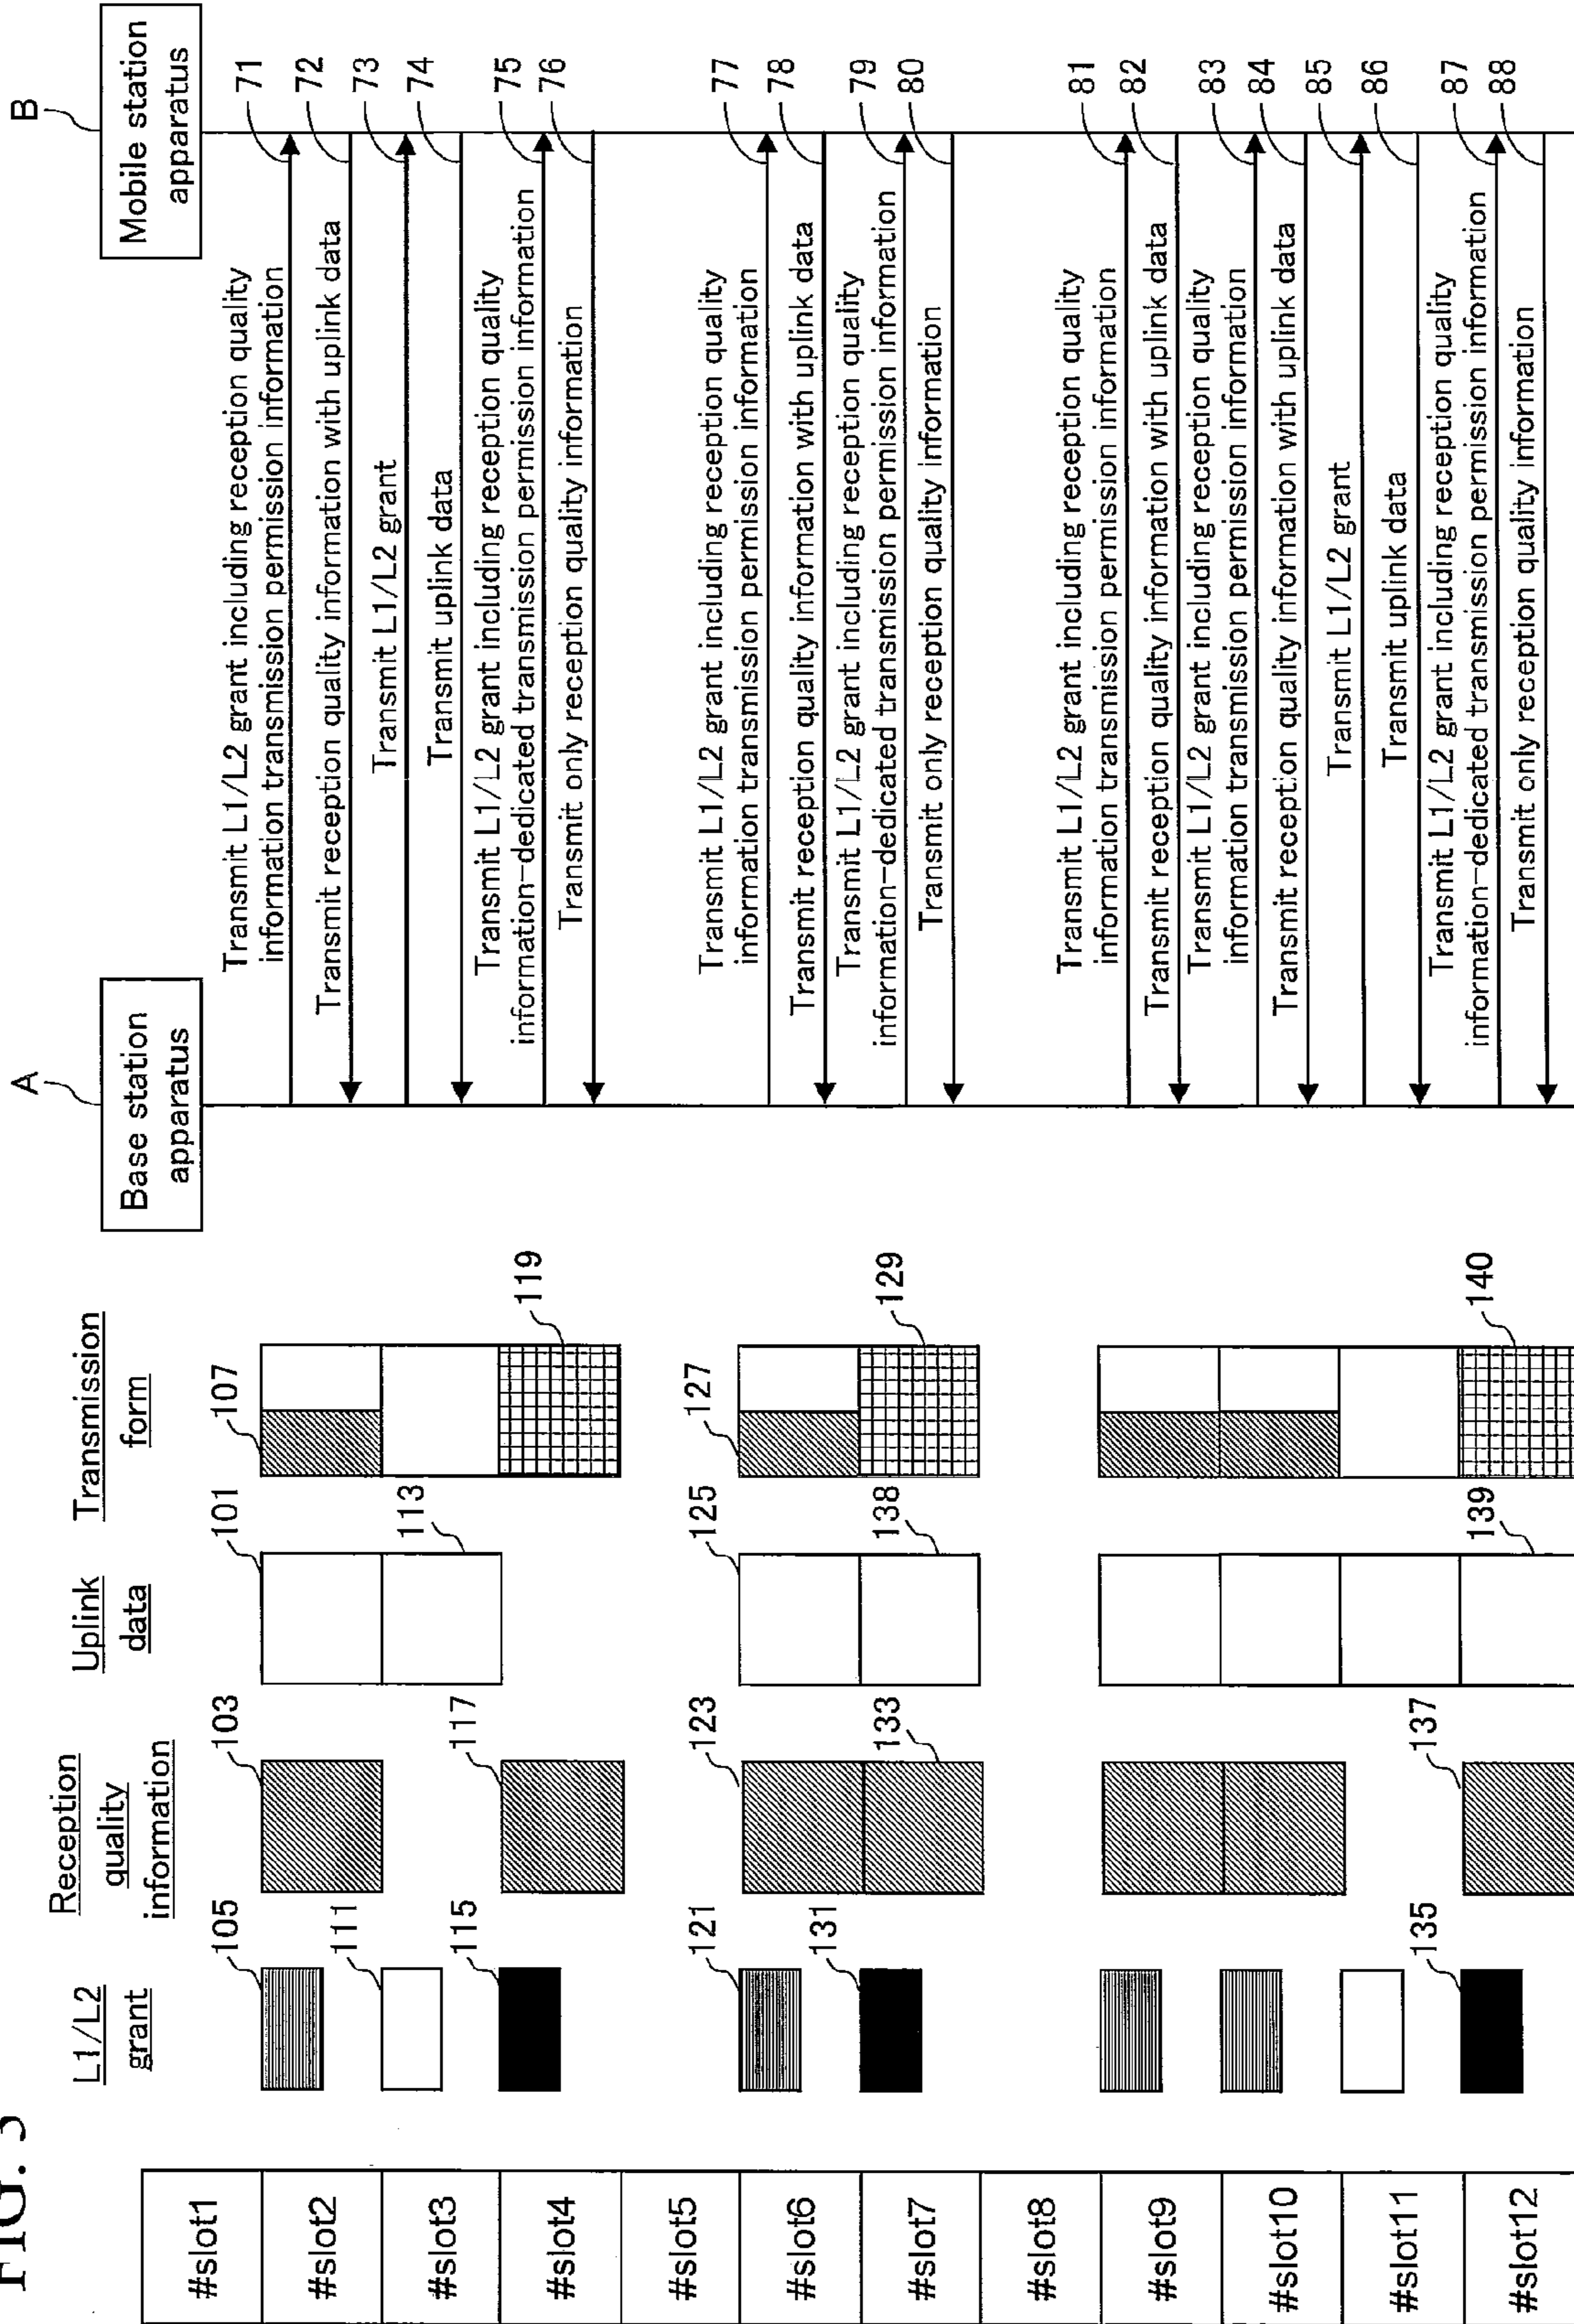 FIG. 5
#slot1
#slot2
#slot3
#slot4
#slot5
#slot6
#slot7
#slot8
#slot9
#slot10
#slot11
#slot12
L1/L2
grant
105
111
115
121
131
135
Reception
quality
information
103
117
123
133
137
Uplink
data
101
113
125
138
139
Transmission
form
107
119
127
129
140
A
Base station
apparatus
B
Mobile station
apparatus
Transmit L1/L2 grant including reception quality
information transmission permission information
71
Transmit reception quality information with uplink data
72
Transmit L1/L2 grant
73
Transmit uplink data
74
Transmit L1/L2 grant including reception quality
information-dedicated transmission permission information
75
Transmit only reception quality information
76
Transmit L1/L2 grant including reception quality
information transmission permission information
77
Transmit reception quality information with uplink data
78
Transmit L1/L2 grant including reception quality
information-dedicated transmission permission information
79
Transmit only reception quality information
80
Transmit L1/L2 grant including reception quality
information transmission permission information
81
Transmit reception quality information with uplink data
82
Transmit L1/L2 grant including reception quality
information transmission permission information
83
Transmit reception quality information with uplink data
84
Transmit L1/L2 grant
85
Transmit uplink data
86
Transmit L1/L2 grant including reception quality
information-dedicated transmission permission information
87
Transmit only reception quality information
88